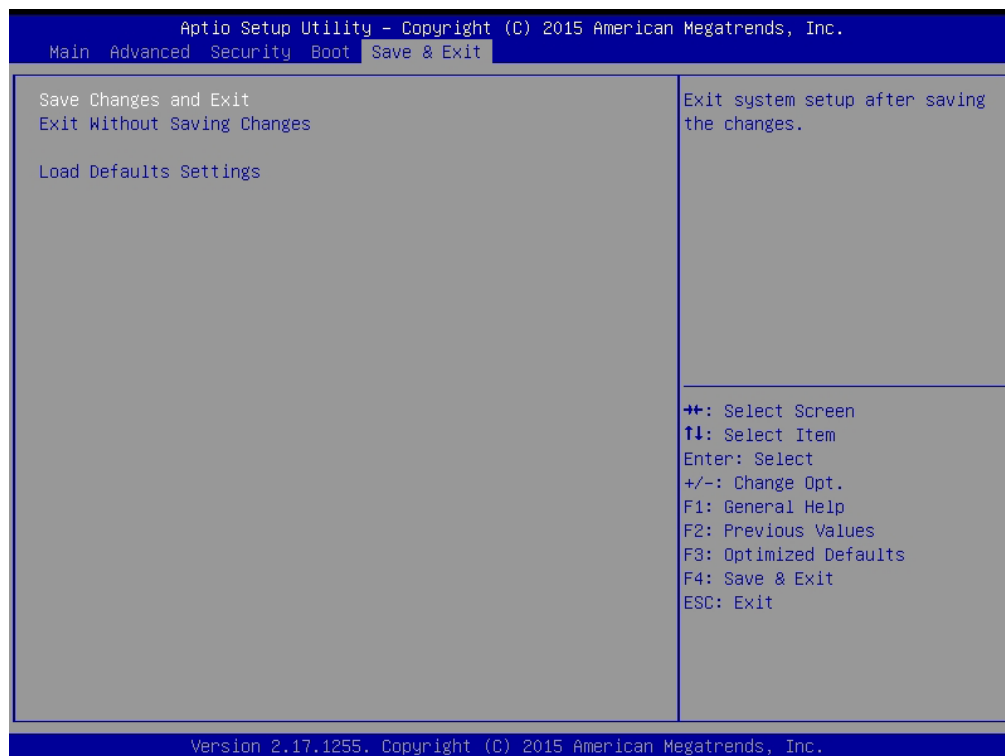 Aptio Setup Utility – Copyright (C) 2015 American Megatrends, Inc.
Main Advanced Security Boot Save & Exit
Save Changes and Exit
Exit Without Saving Changes
Load Defaults Settings
Exit system setup after saving
the changes.
→←: Select Screen
↑↓: Select Item
Enter: Select
+/-: Change Opt.
F1: General Help
F2: Previous Values
F3: Optimized Defaults
F4: Save & Exit
ESC: Exit
Version 2.17.1255. Copyright (C) 2015 American Megatrends, Inc.